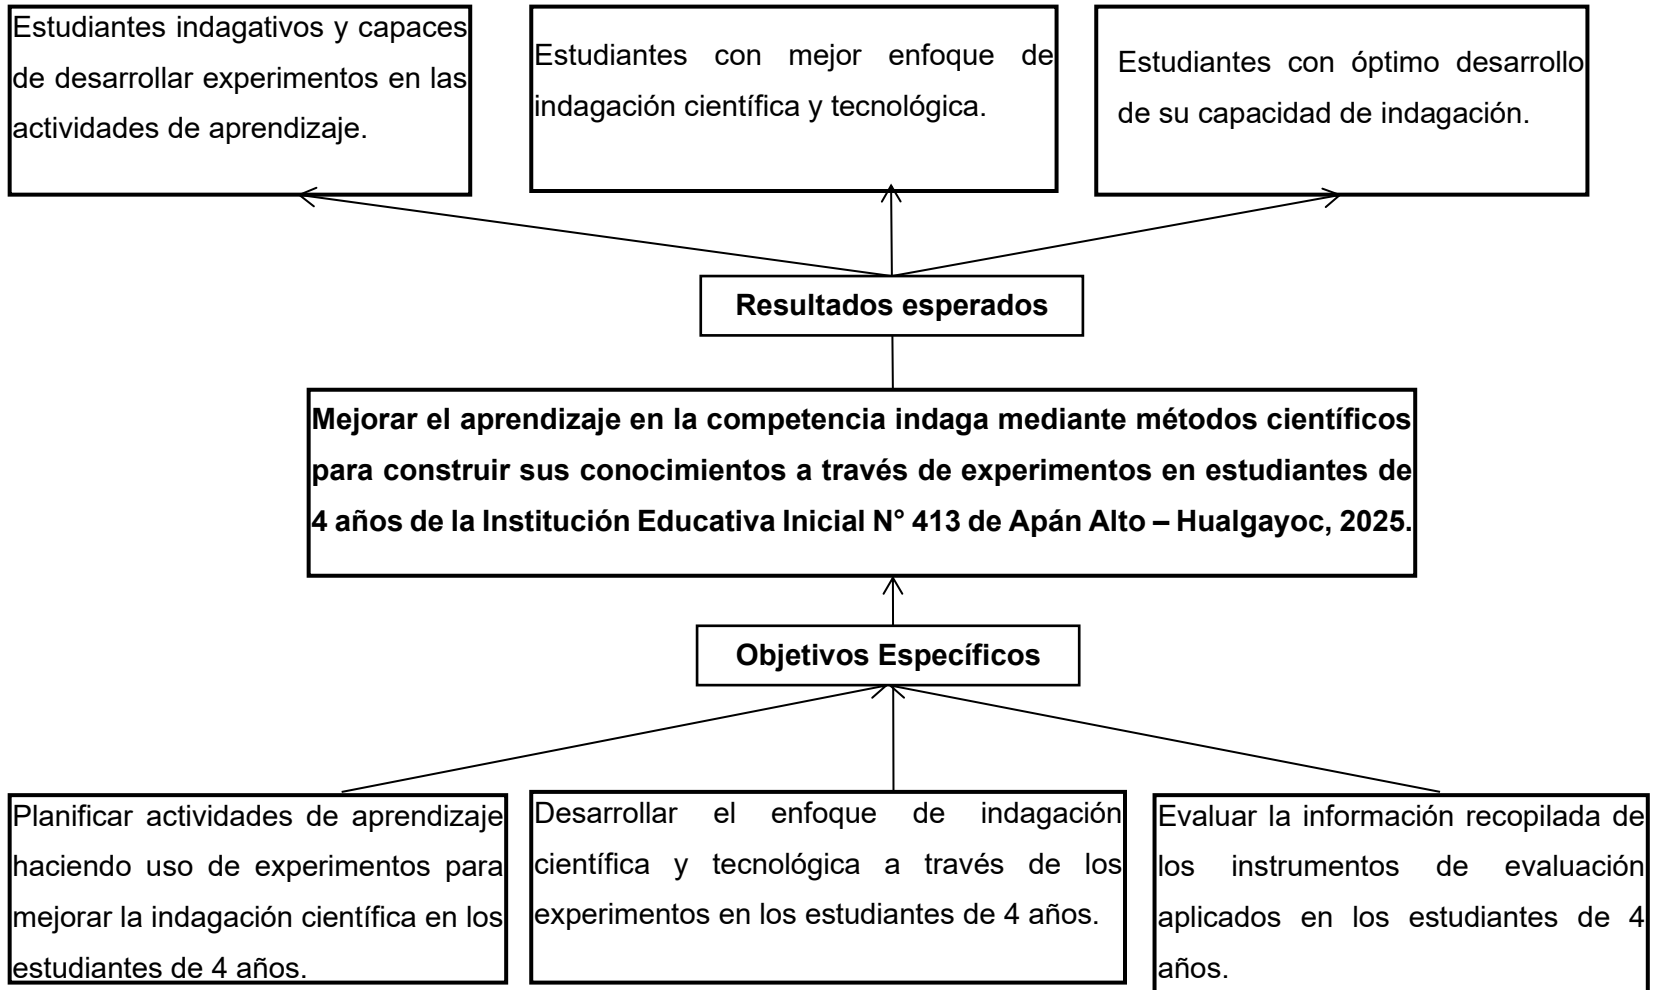 Estudiantes indagativos y capaces
de desarrollar experimentos en las
actividades de aprendizaje.
Estudiantes con mejor enfoque de
indagación científica y tecnológica.
Estudiantes con óptimo desarrollo
de su capacidad de indagación.
Resultados esperados
Mejorar el aprendizaje en la competencia indaga mediante métodos científicos
para construir sus conocimientos a través de experimentos en estudiantes de
4 años de la Institución Educativa Inicial N° 413 de Apán Alto – Hualgayoc, 2025.
Objetivos Específicos
Planificar actividades de aprendizaje
haciendo uso de experimentos para
mejorar la indagación científica en los
estudiantes de 4 años.
Desarrollar el enfoque de indagación
científica y tecnológica a través de los
experimentos en los estudiantes de 4 años.
Evaluar la información recopilada de
los instrumentos de evaluación
aplicados en los estudiantes de 4
años.